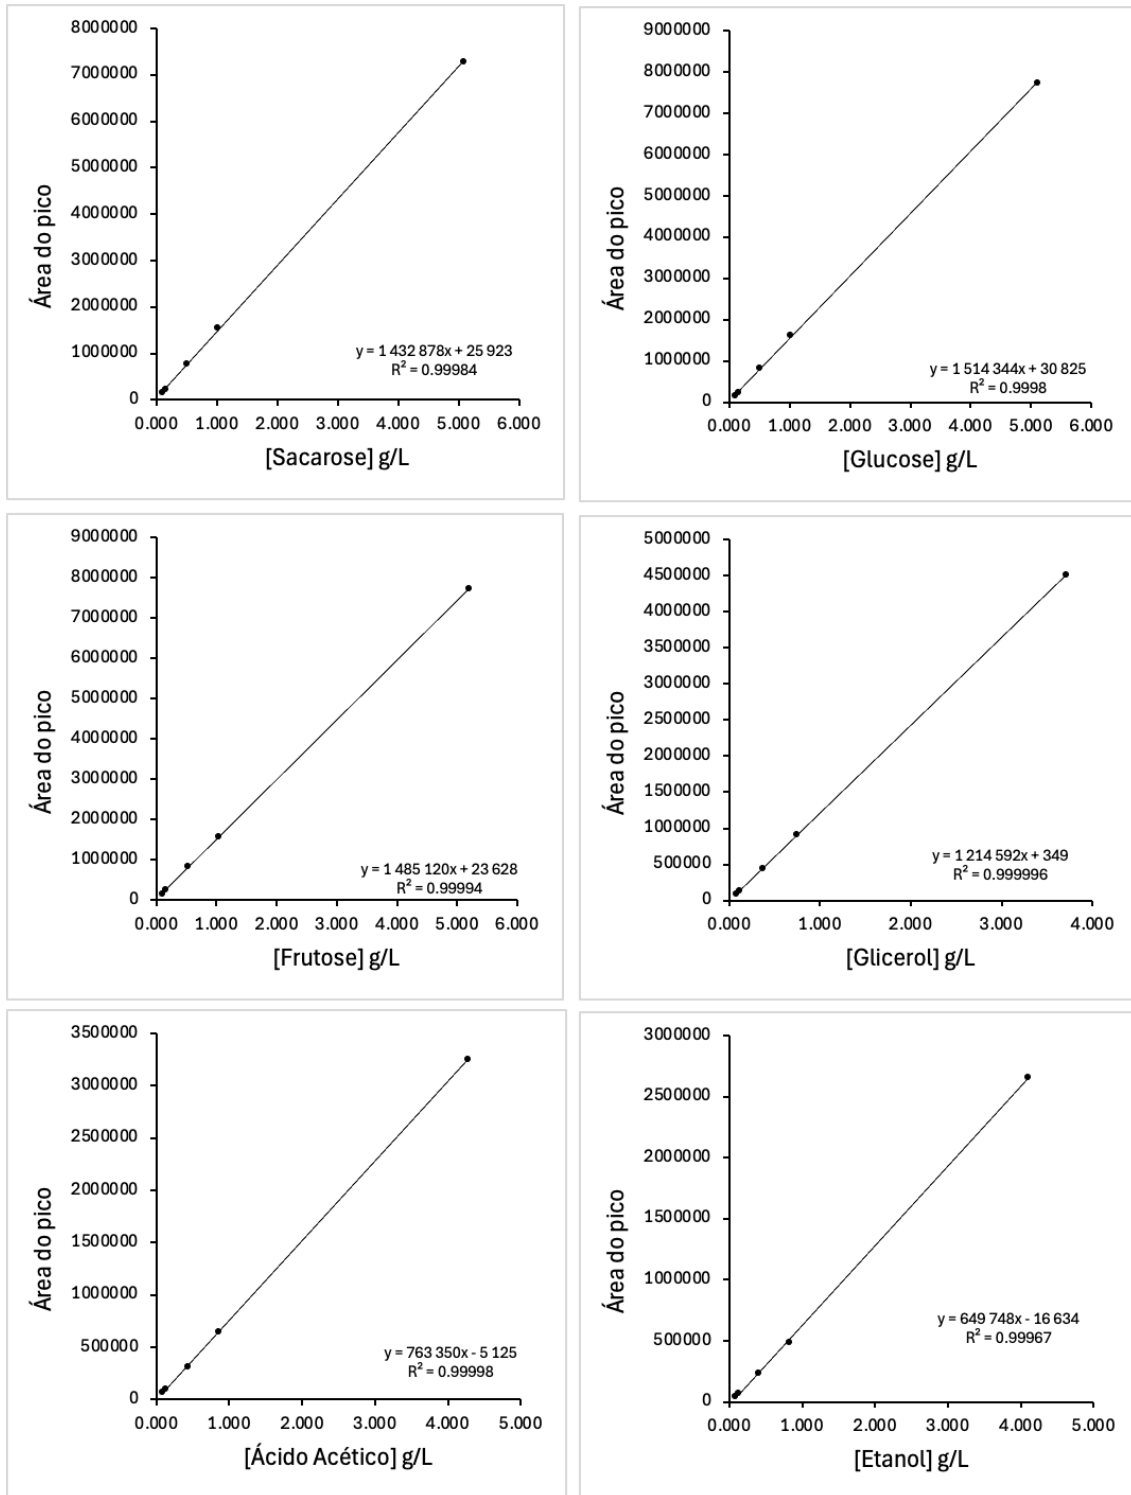 8000000
7000000
6000000
5000000
4000000
3000000
2000000
1000000
0
Área do pico
y = 1 432 878x + 25 923
R² = 0.99984
0.000 1.000 2.000 3.000 4.000 5.000 6.000
[Sacarose] g/L
9000000
8000000
7000000
6000000
5000000
4000000
3000000
2000000
1000000
0
Área do pico
y = 1 514 344x + 30 825
R² = 0.9998
0.000 1.000 2.000 3.000 4.000 5.000 6.000
[Glucose] g/L
9000000
8000000
7000000
6000000
5000000
4000000
3000000
2000000
1000000
0
Área do pico
y = 1 485 120x + 23 628
R² = 0.99994
0.000 1.000 2.000 3.000 4.000 5.000 6.000
[Frutose] g/L
5000000
4500000
4000000
3500000
3000000
2500000
2000000
1500000
1000000
500000
0
Área do pico
y = 1 214 592x + 349
R² = 0.999996
0.000 1.000 2.000 3.000 4.000
[Glicerol] g/L
3500000
3000000
2500000
2000000
1500000
1000000
500000
0
Área do pico
y = 763 350x - 5 125
R² = 0.99998
0.000 1.000 2.000 3.000 4.000 5.000
[Ácido Acético] g/L
3000000
2500000
2000000
1500000
1000000
500000
0
Área do pico
y = 649 748x - 16 634
R² = 0.99967
0.000 1.000 2.000 3.000 4.000 5.000
[Etanol] g/L